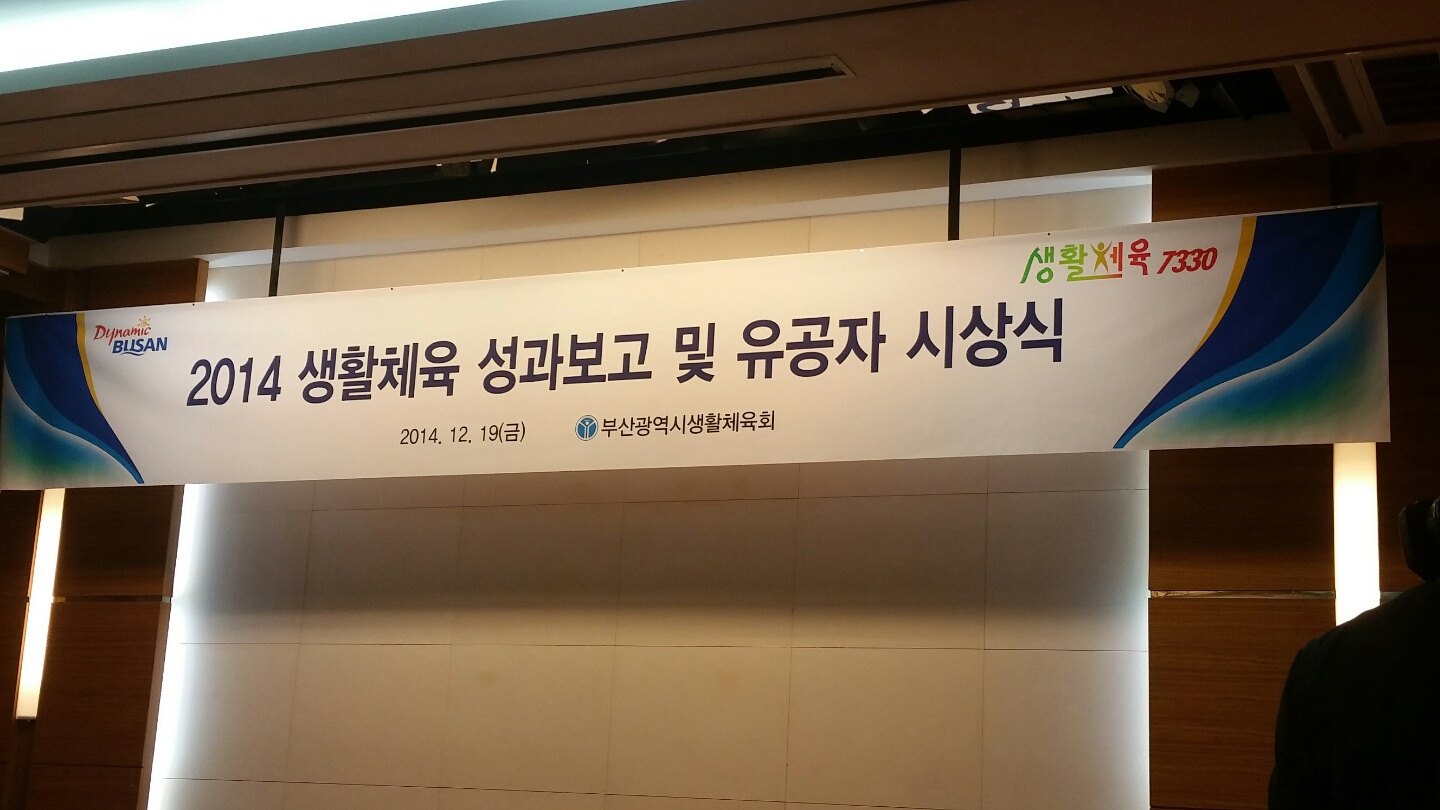 생활체육 7330
Dynamic
BUSAN
2014 생활체육 성과보고 및 유공자 시상식
2014. 12. 19(금)
부산광역시생활체육회